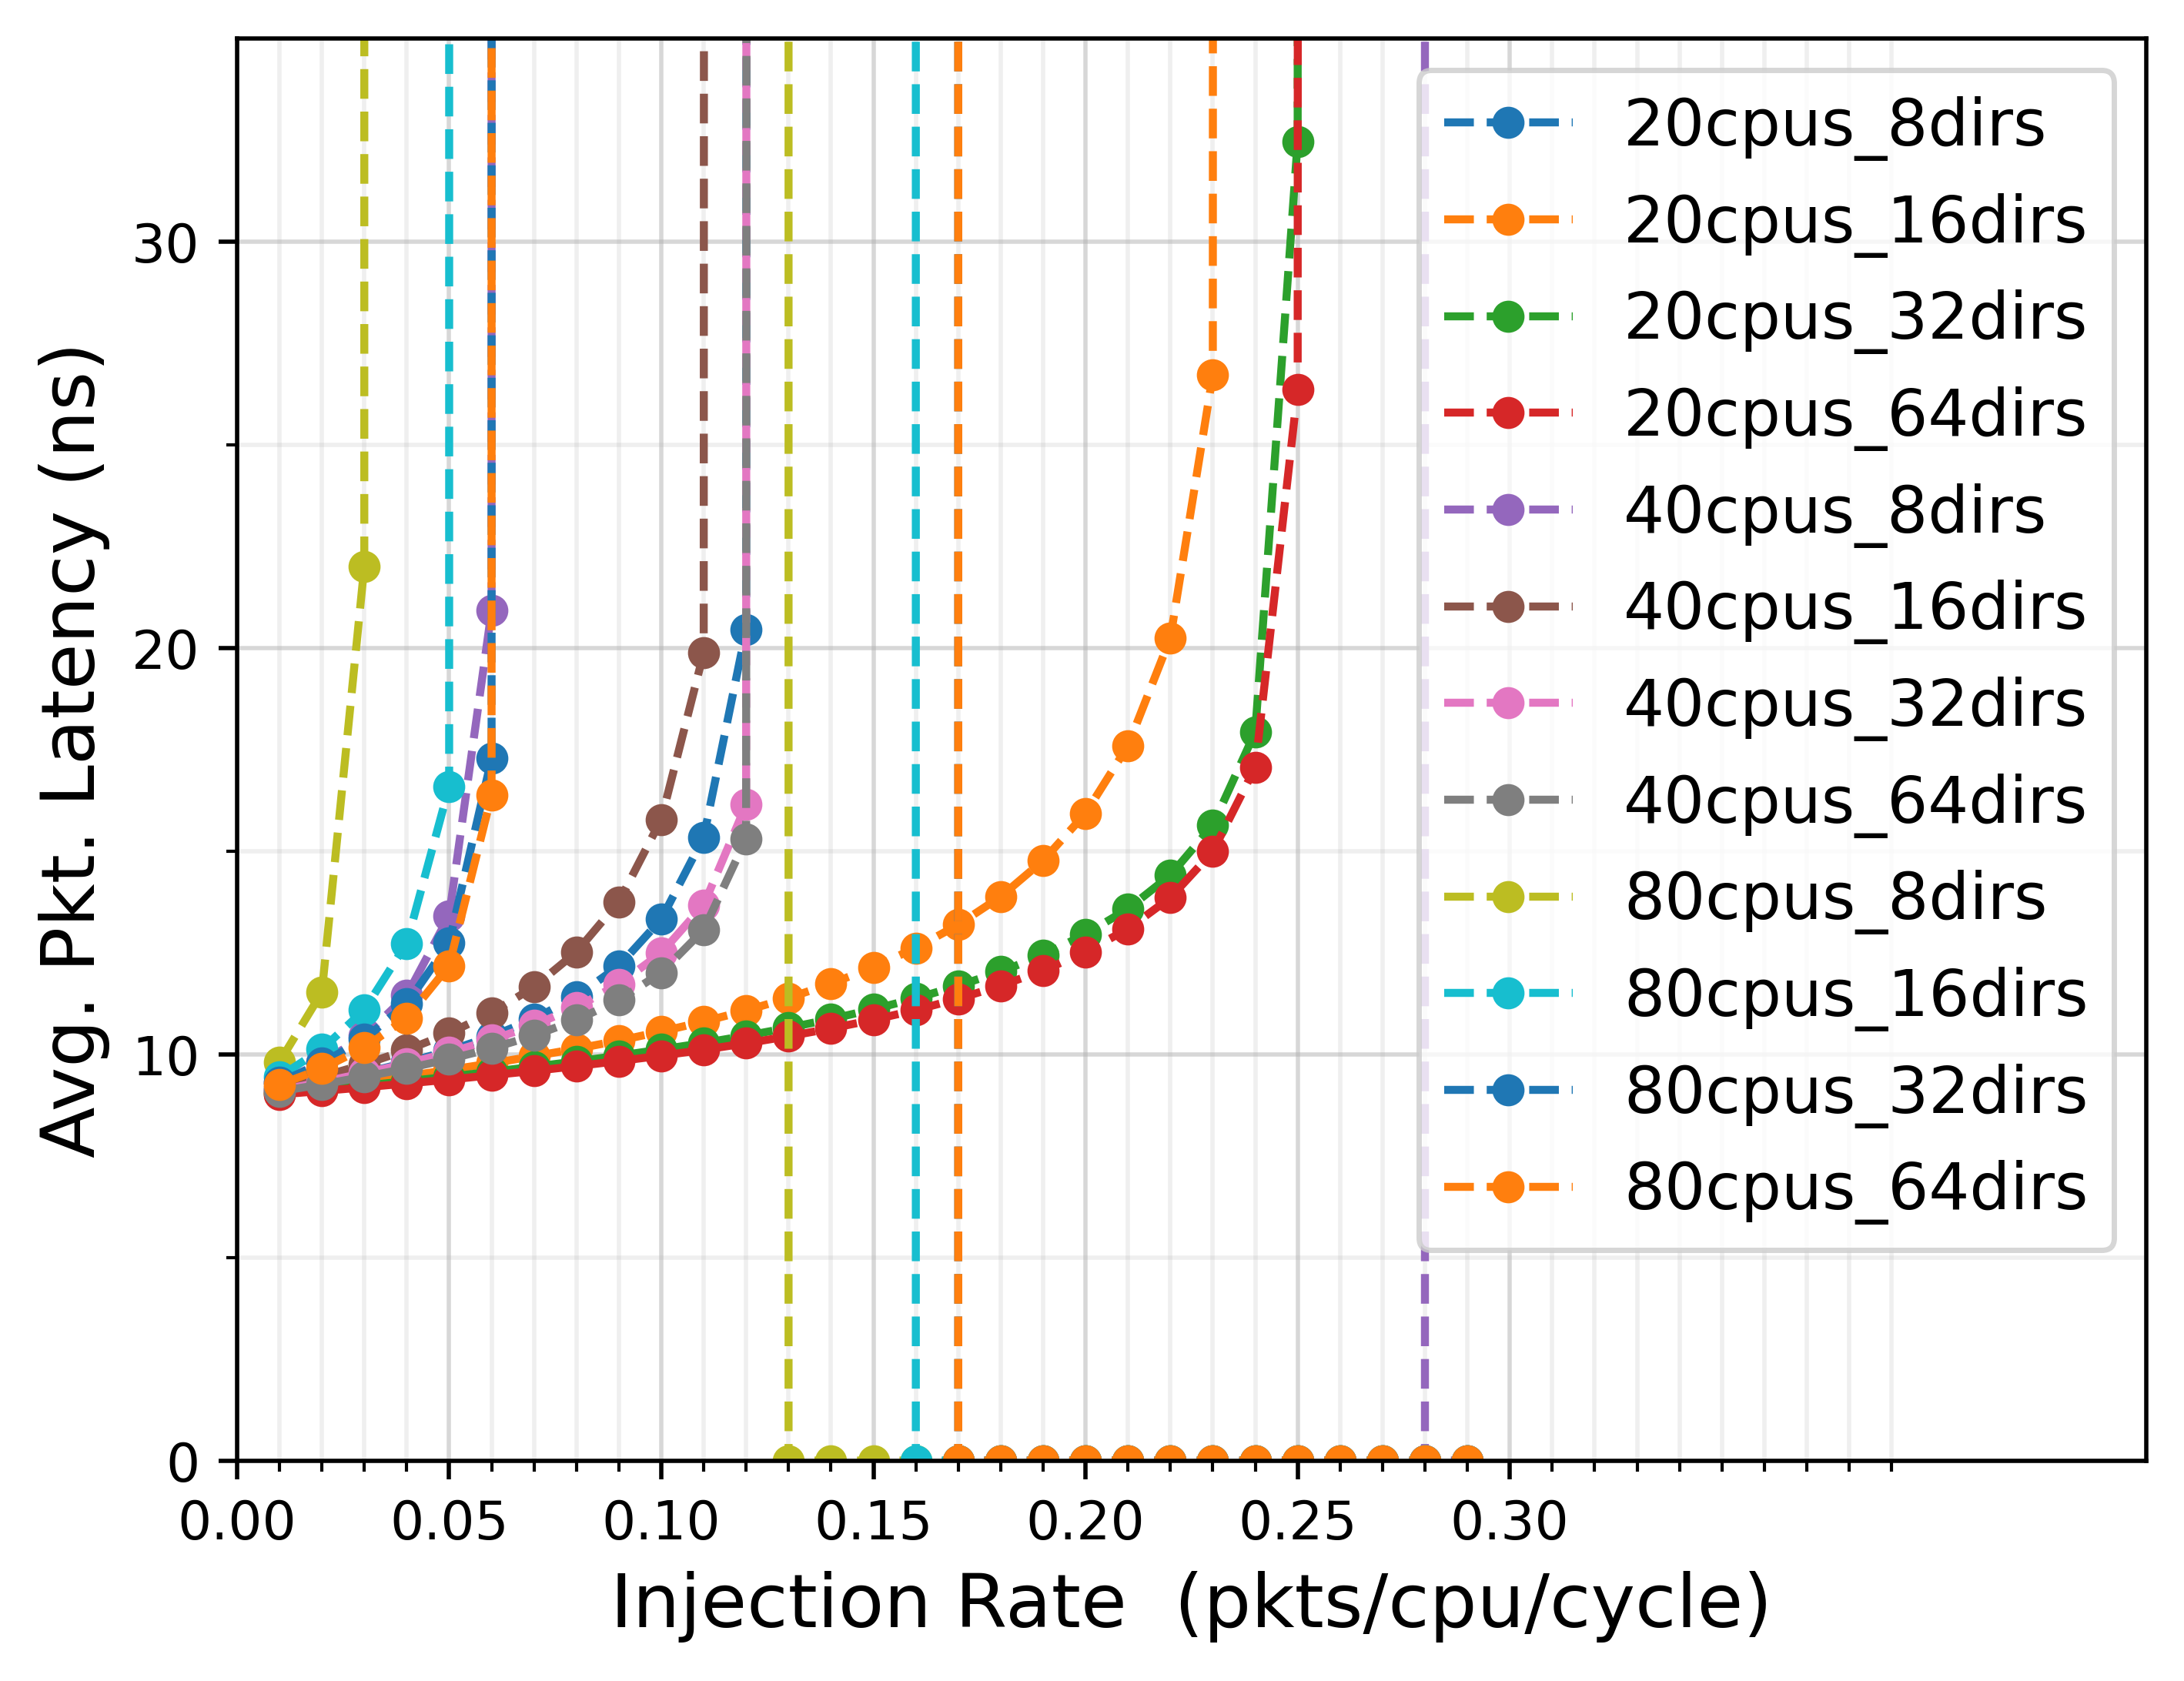 Avg. Pkt. Latency (ns)
30
20
10
0
0.00 0.05 0.10 0.15 0.20 0.25 0.30
Injection Rate  (pkts/cpu/cycle)
20cpus_8dirs
20cpus_16dirs
20cpus_32dirs
20cpus_64dirs
40cpus_8dirs
40cpus_16dirs
40cpus_32dirs
40cpus_64dirs
80cpus_8dirs
80cpus_16dirs
80cpus_32dirs
80cpus_64dirs